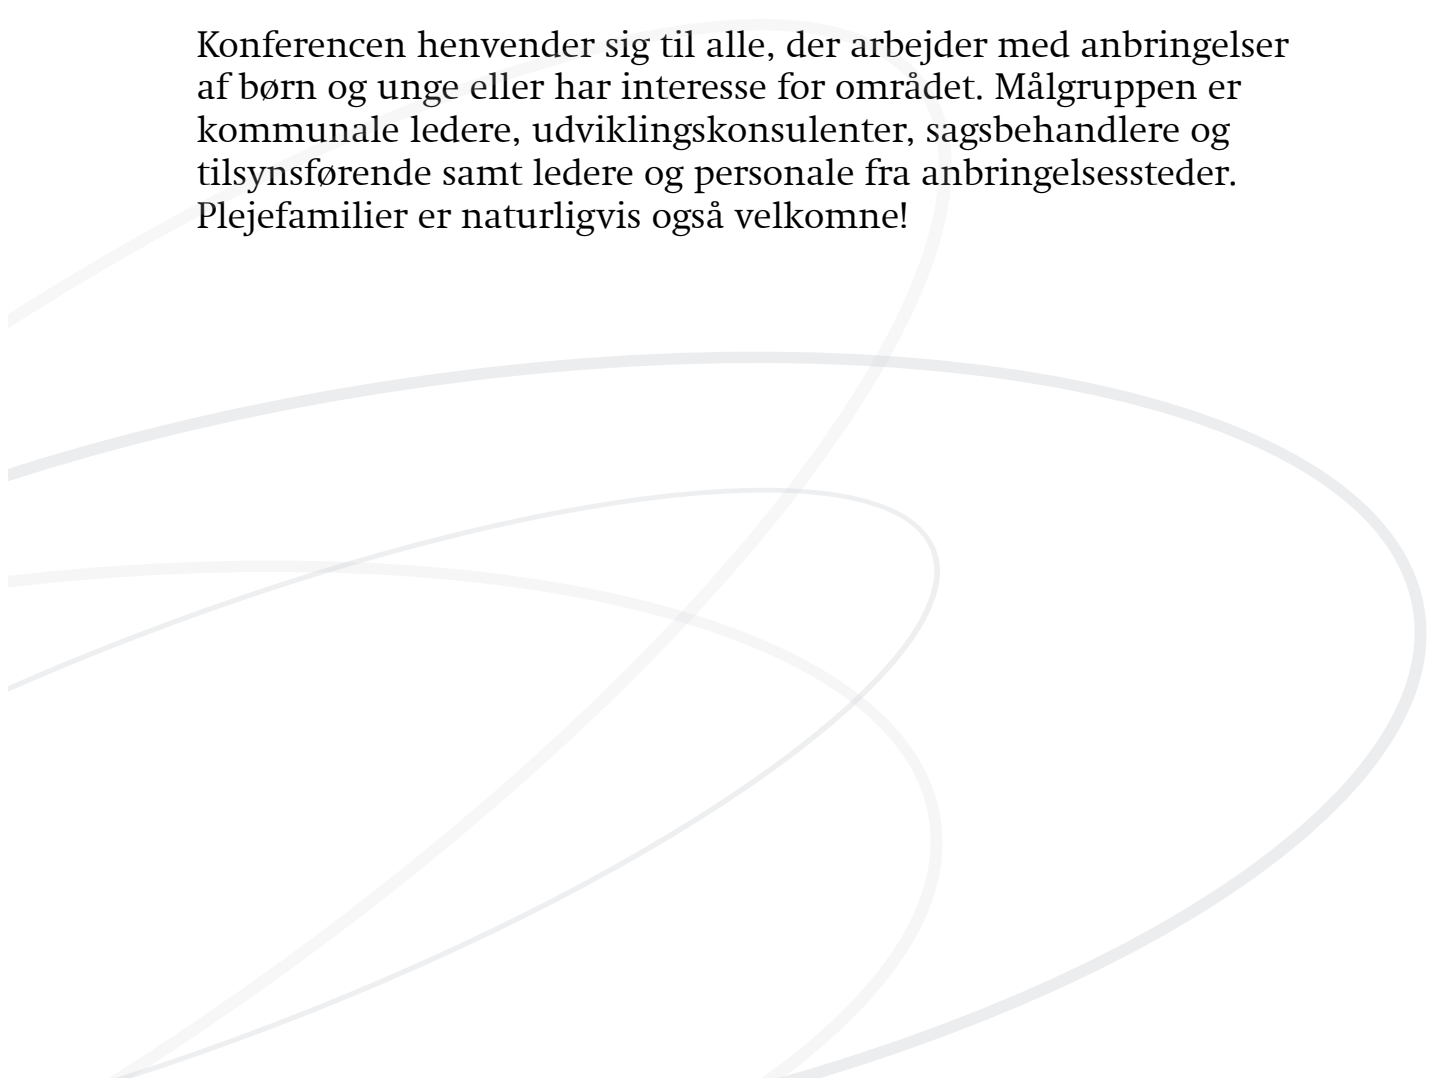 Konferencen henvender sig til alle, der arbejder med anbringelser
af børn og unge eller har interesse for området. Målgruppen er
kommunale ledere, udviklingskonsulenter, sagsbehandlere og
tilsynsførende samt ledere og personale fra anbringelsessteder.
Plejefamilier er naturligvis også velkomne!